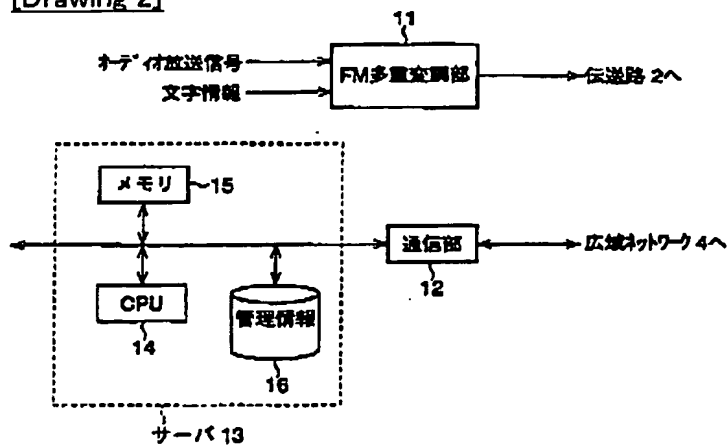 [Drawing 2]
11
オーディオ放送信号
FM多重変調部
伝送路2へ
文字情報
メモリ
15
通信部
広域ネットワーク4へ
12
CPU
管理情報
14
16
サーバ13